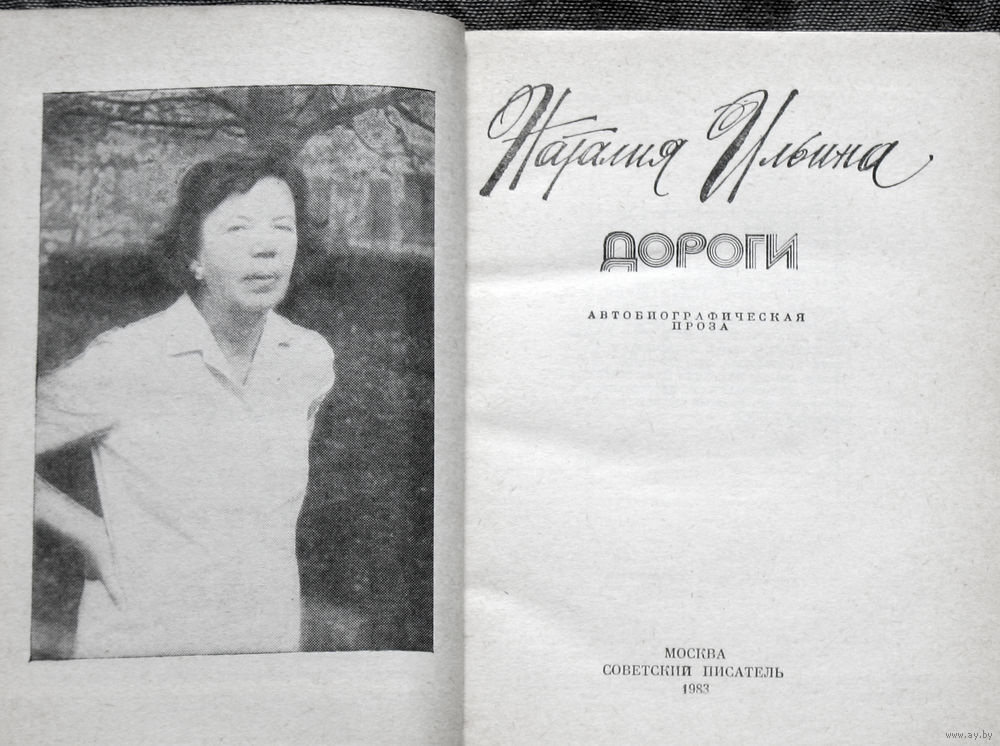 Наталия Ильина
ДОРОГИ
АВТОБИОГРАФИЧЕСКАЯ
ПРОЗА
МОСКВА
СОВЕТСКИЙ ПИСАТЕЛЬ
1983
www.ay.by